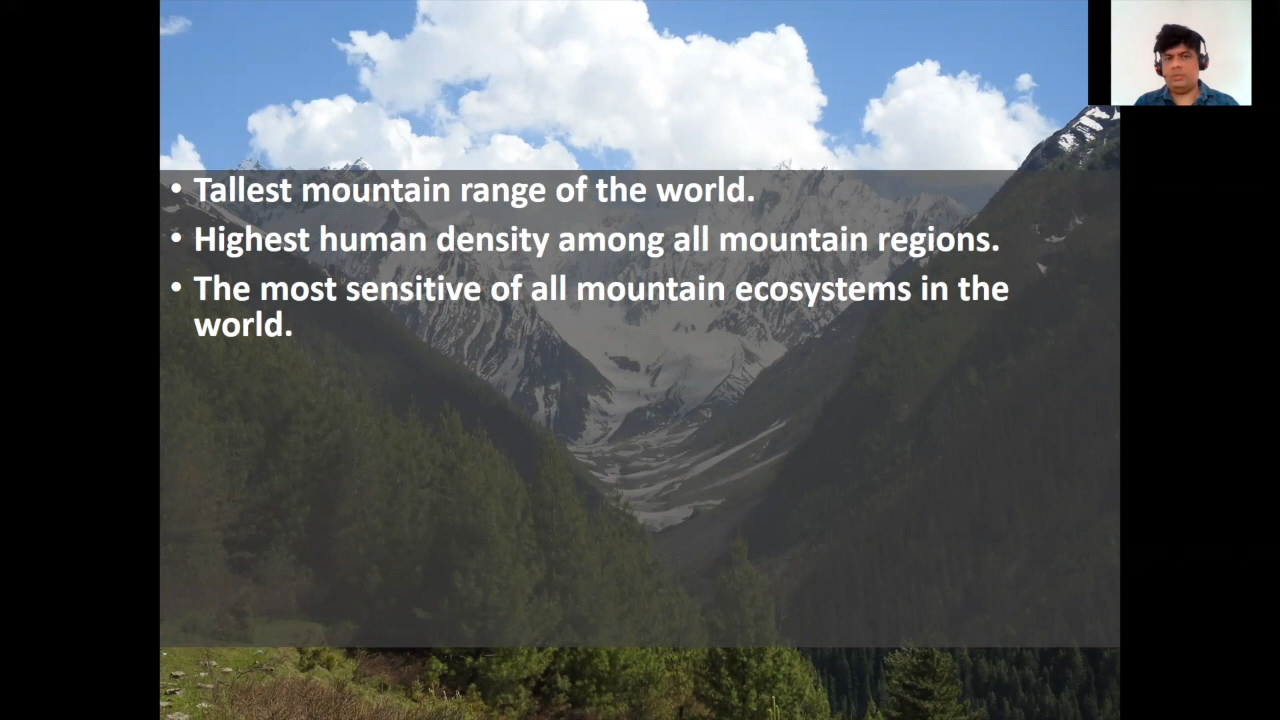 • Tallest mountain range of the world.
• Highest human density among all mountain regions.
• The most sensitive of all mountain ecosystems in the
world.